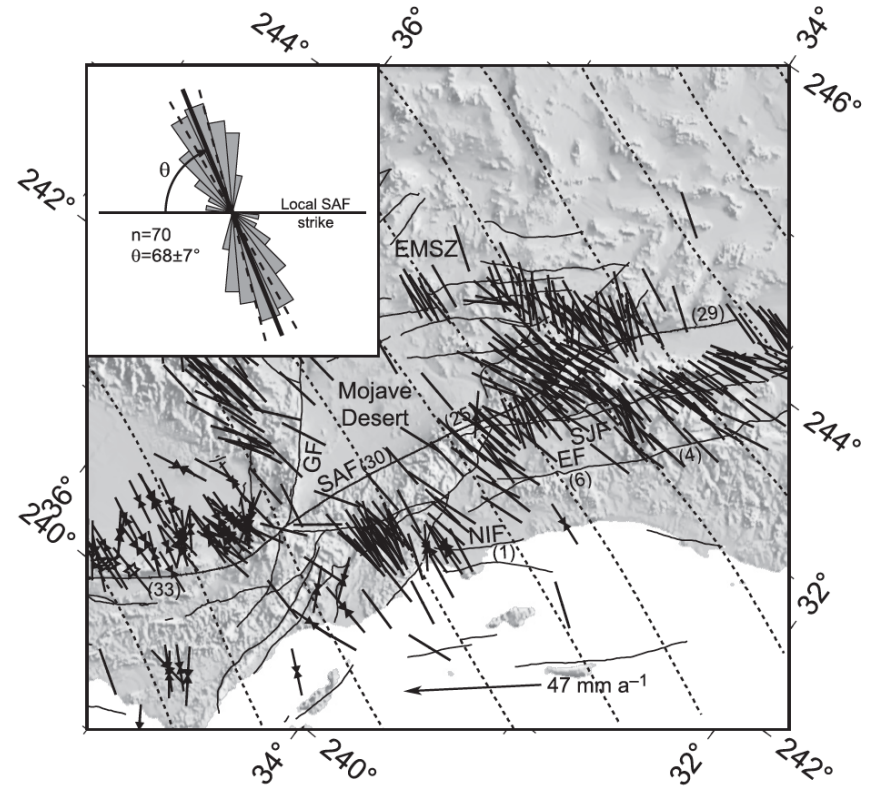 244°
36°
34°
246°
242°
θ
Local SAF
strike
n=70
θ=68±7°
EMSZ
(29)
Mojave
Desert
(25)
SJF
GF
SAF
(30)
EF
(4)
(6)
244°
36°
240°
NIF
(1)
(33)
32°
47 mm a⁻¹
34°
240°
32°
242°